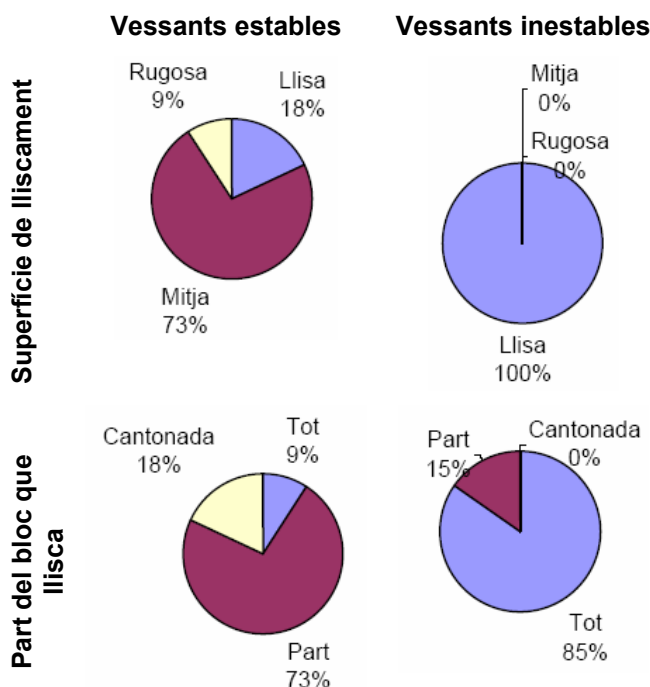 Vessants estables
Vessants inestables
Superfície de lliscament
Rugosa
9%
Llisa
18%
Mitja
73%
Mitja
0%
Rugosa
0%
Llisa
100%
Part del bloc que
llisca
Cantonada
18%
Tot
9%
Part
73%
Part
15%
Cantonada
0%
Tot
85%